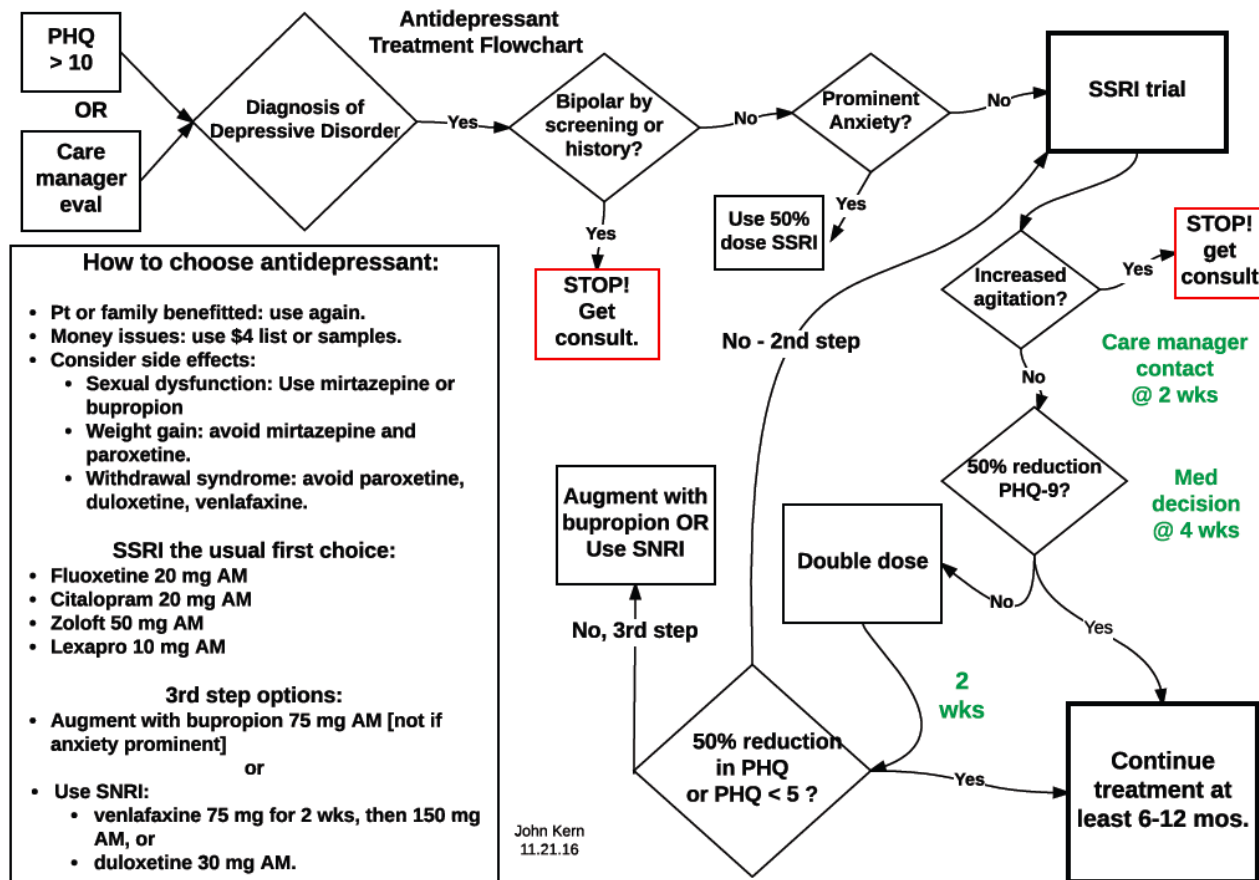 Antidepressant
Treatment Flowchart
PHQ
> 10
OR
Care
manager
eval
Diagnosis of
Depressive Disorder
Yes
Bipolar by
screening or
history?
No
Yes
STOP!
Get
consult.
Prominent
Anxiety?
No
Yes
Use 50%
dose SSRI
SSRI trial
Increased
agitation?
Yes
STOP!
get
consult
No
Care manager
contact
@ 2 wks
50% reduction
PHQ-9?
Med
decision
@ 4 wks
No
Yes
Double dose
2
wks
50% reduction
in PHQ
or PHQ < 5 ?
Yes
No - 2nd step
No, 3rd step
Augment with
bupropion OR
Use SNRI
Continue
treatment at
least 6-12 mos.
How to choose antidepressant:
• Pt or family benefitted: use again.
• Money issues: use $4 list or samples.
• Consider side effects:
• Sexual dysfunction: Use mirtazepine or
bupropion
• Weight gain: avoid mirtazepine and
paroxetine.
• Withdrawal syndrome: avoid paroxetine,
duloxetine, venlafaxine.
SSRI the usual first choice:
• Fluoxetine 20 mg AM
• Citalopram 20 mg AM
• Zoloft 50 mg AM
• Lexapro 10 mg AM
3rd step options:
• Augment with bupropion 75 mg AM [not if
anxiety prominent]
or
• Use SNRI:
• venlafaxine 75 mg for 2 wks, then 150 mg
AM, or
• duloxetine 30 mg AM.
John Kern
11.21.16